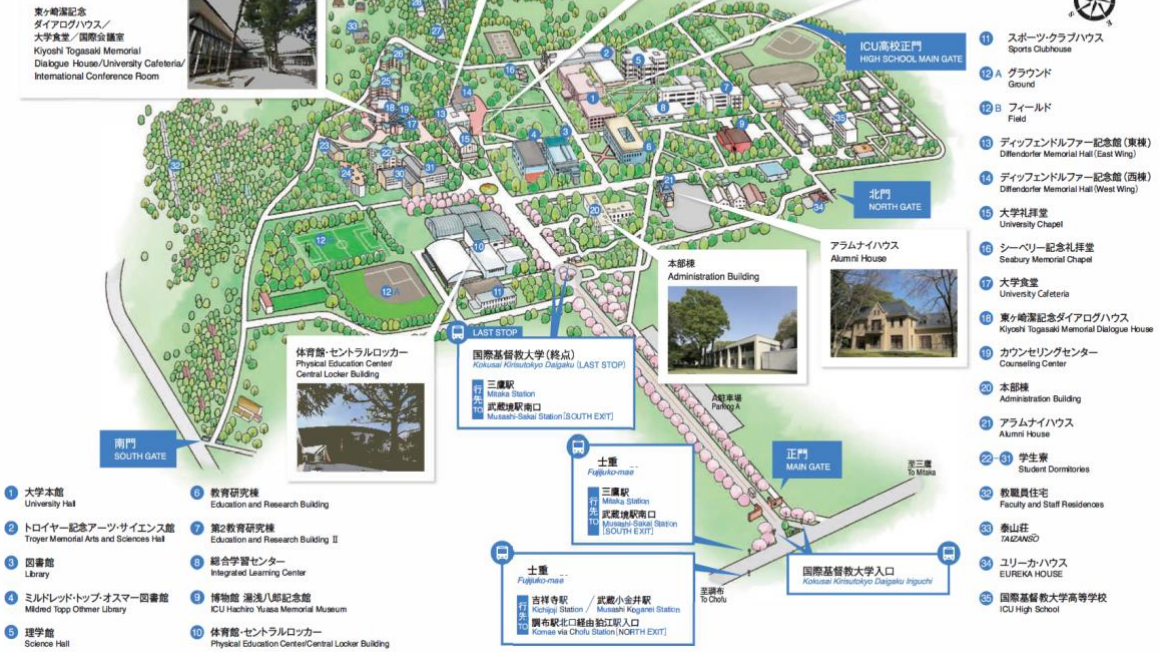 東ヶ崎潔記念
ダイアログハウス／
大学食堂／国際会議室
Kiyoshi Togasaki Memorial
Dialogue House/University Cafeteria/
International Conference Room
ICU高校正門
HIGH SCHOOL MAIN GATE
北門
NORTH GATE
アラムナイハウス
Alumni House
本部棟
Administration Building
体育館・セントラルロッカー
Physical Education Center/
Central Locker Building
南門
SOUTH GATE
LAST STOP
国際基督教大学（終点）
Kokusai Kirisutokyo Daigaku (LAST STOP)
行先TO
三鷹駅
Mitaka Station
武蔵境駅南口
Musashi-Sakai Station [SOUTH EXIT]
A駐車場
Parking A
正門
MAIN GATE
至三鷹
To Mitaka
士重
Fujijuko-mae
行先TO
三鷹駅
Mitaka Station
武蔵境駅南口
Musashi-Sakai Station
[SOUTH EXIT]
士重
Fujijuko-mae
行先TO
吉祥寺駅 ／ 武蔵小金井駅
Kichijoji Station / Musashi Koganei Station
調布駅北口経由狛江駅入口
Komae via Chofu Station [NORTH EXIT]
至調布
To Chofu
国際基督教大学入口
Kokusai Kirisutokyo Daigaku Iriguchi
1 大学本館
University Hall
2 トロイヤー記念アーツ・サイエンス館
Troyer Memorial Arts and Sciences Hall
3 図書館
Library
4 ミルドレッド・トップ・オスマー図書館
Mildred Topp Othmer Library
5 理学館
Science Hall
6 教育研究棟
Education and Research Building
7 第2教育研究棟
Education and Research Building Ⅱ
8 総合学習センター
Integrated Learning Center
9 博物館 湯浅八郎記念館
ICU Hachiro Yuasa Memorial Museum
10 体育館・セントラルロッカー
Physical Education Center/Central Locker Building
11 スポーツ・クラブハウス
Sports Clubhouse
12 A グラウンド
Ground
12 B フィールド
Field
13 ディッフェンドルファー記念館（東棟）
Diffendorfer Memorial Hall (East Wing)
14 ディッフェンドルファー記念館（西棟）
Diffendorfer Memorial Hall (West Wing)
15 大学礼拝堂
University Chapel
16 シーベリー記念礼拝堂
Seabury Memorial Chapel
17 大学食堂
University Cafeteria
18 東ヶ崎潔記念ダイアログハウス
Kiyoshi Togasaki Memorial Dialogue House
19 カウンセリングセンター
Counseling Center
20 本部棟
Administration Building
21 アラムナイハウス
Alumni House
22-31 学生寮
Student Dormitories
32 教職員住宅
Faculty and Staff Residences
33 泰山荘
TAIZANSO
34 ユリーカ・ハウス
EUREKA HOUSE
35 国際基督教大学高等学校
ICU High School